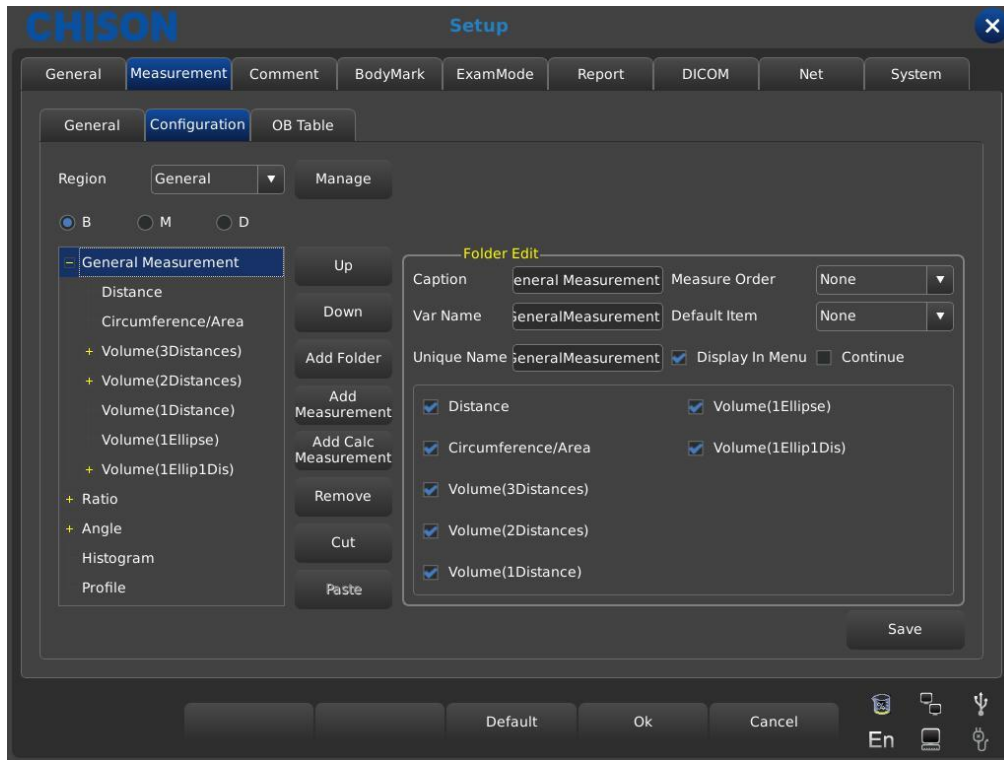 CHISON
Setup
General Measurement Comment BodyMark ExamMode Report DICOM Net System
General Configuration OB Table
Region General Manage
B M D
General Measurement
Distance
Circumference/Area
+ Volume(3Distances)
+ Volume(2Distances)
Volume(1Distance)
Volume(1Ellipse)
+ Volume(1Ellip1Dis)
+ Ratio
+ Angle
Histogram
Profile
Up
Down
Add Folder
Add
Measurement
Add Calc
Measurement
Remove
Cut
Paste
Folder Edit
Caption eneral Measurement Measure Order None
Var Name GeneralMeasurement Default Item None
Unique Name GeneralMeasurement Display In Menu Continue
Distance Volume(1Ellipse)
Circumference/Area Volume(1Ellip1Dis)
Volume(3Distances)
Volume(2Distances)
Volume(1Distance)
Save
Default Ok Cancel
En